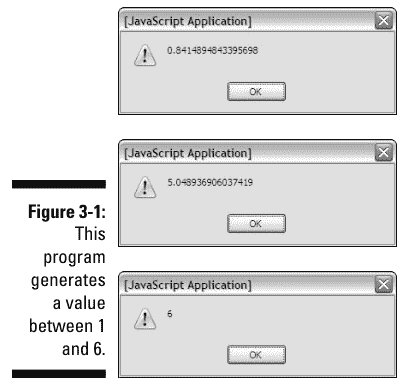 [JavaScript Application]
0.8414894843395698
OK
[JavaScript Application]
5.048936906037419
OK
[JavaScript Application]
6
OK
Figure 3-1:
This
program
generates
a value
between 1
and 6.